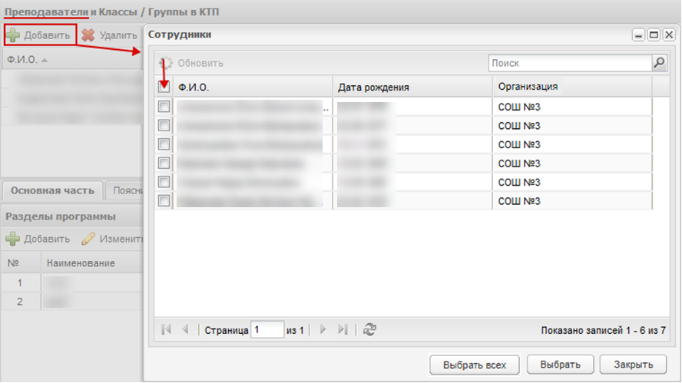 Преподаватели и Классы / Группы в КТП
Добавить Удалить
Ф.И.О.
Сотрудники
Обновить
Поиск
Ф.И.О. Дата рождения Организация
СОШ №3
СОШ №3
СОШ №3
СОШ №3
СОШ №3
СОШ №3
Основная часть
Разделы программы
Добавить
№ Наименование
1
2
Страница 1 из 1
Показано записей 1 - 6 из 7
Выбрать всех Выбрать Закрыть